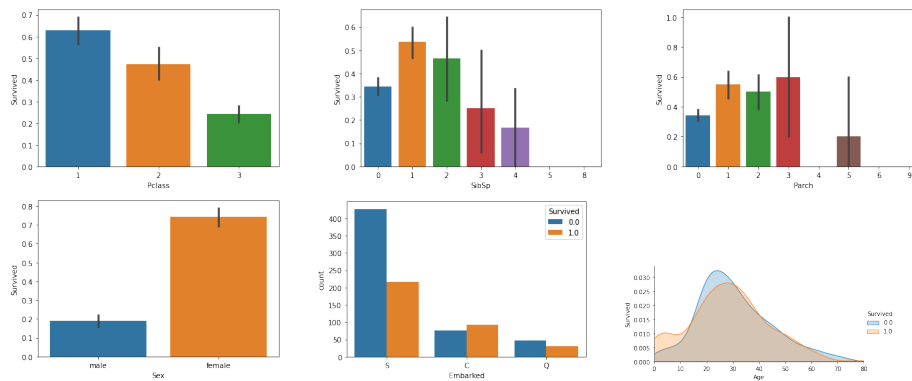 0.7
0.6
0.5
0.4
0.3
0.2
0.1
0.0
Survived
1 2 3
Pclass
0.6
0.5
0.4
0.3
0.2
0.1
0.0
Survived
0 1 2 3 4 5 8
SibSp
1.0
0.8
0.6
0.4
0.2
0.0
Survived
0 1 2 3 4 5 6 9
Parch
0.8
0.7
0.6
0.5
0.4
0.3
0.2
0.1
0.0
Survived
male female
Sex
400
350
300
250
200
150
100
50
0
count
Survived
0.0
1.0
S C Q
Embarked
0.030
0.025
0.020
0.015
0.010
0.005
0.000
Survived
0 10 20 30 40 50 60 70 80
Age
Survived
0.0
1.0